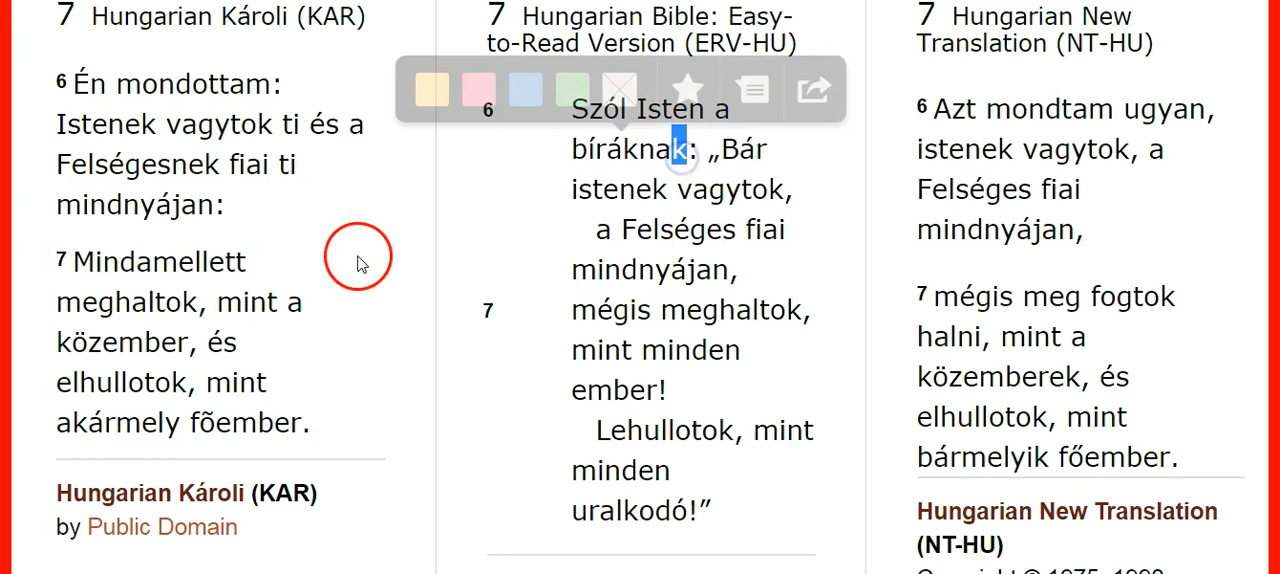 7 Hungarian Károli (KAR)
6 Én mondottam:
Istenek vagytok ti és a
Felségesnek fiai ti
mindnyájan:
7 Mindamellett
meghaltok, mint a
közember, és
elhullotok, mint
akármely fõember.
Hungarian Károli (KAR)
by Public Domain
7 Hungarian Bible: Easy-
to-Read Version (ERV-HU)
6 Szól Isten a
bíráknak: „Bár
istenek vagytok,
a Felséges fiai
mindnyájan,
7 mégis meghaltok,
mint minden
ember!
Lehullotok, mint
minden
uralkodó!”
7 Hungarian New
Translation (NT-HU)
6 Azt mondtam ugyan,
istenek vagytok, a
Felséges fiai
mindnyájan,
7 mégis meg fogtok
halni, mint a
közemberek, és
elhullotok, mint
bármelyik főember.
Hungarian New Translation
(NT-HU)